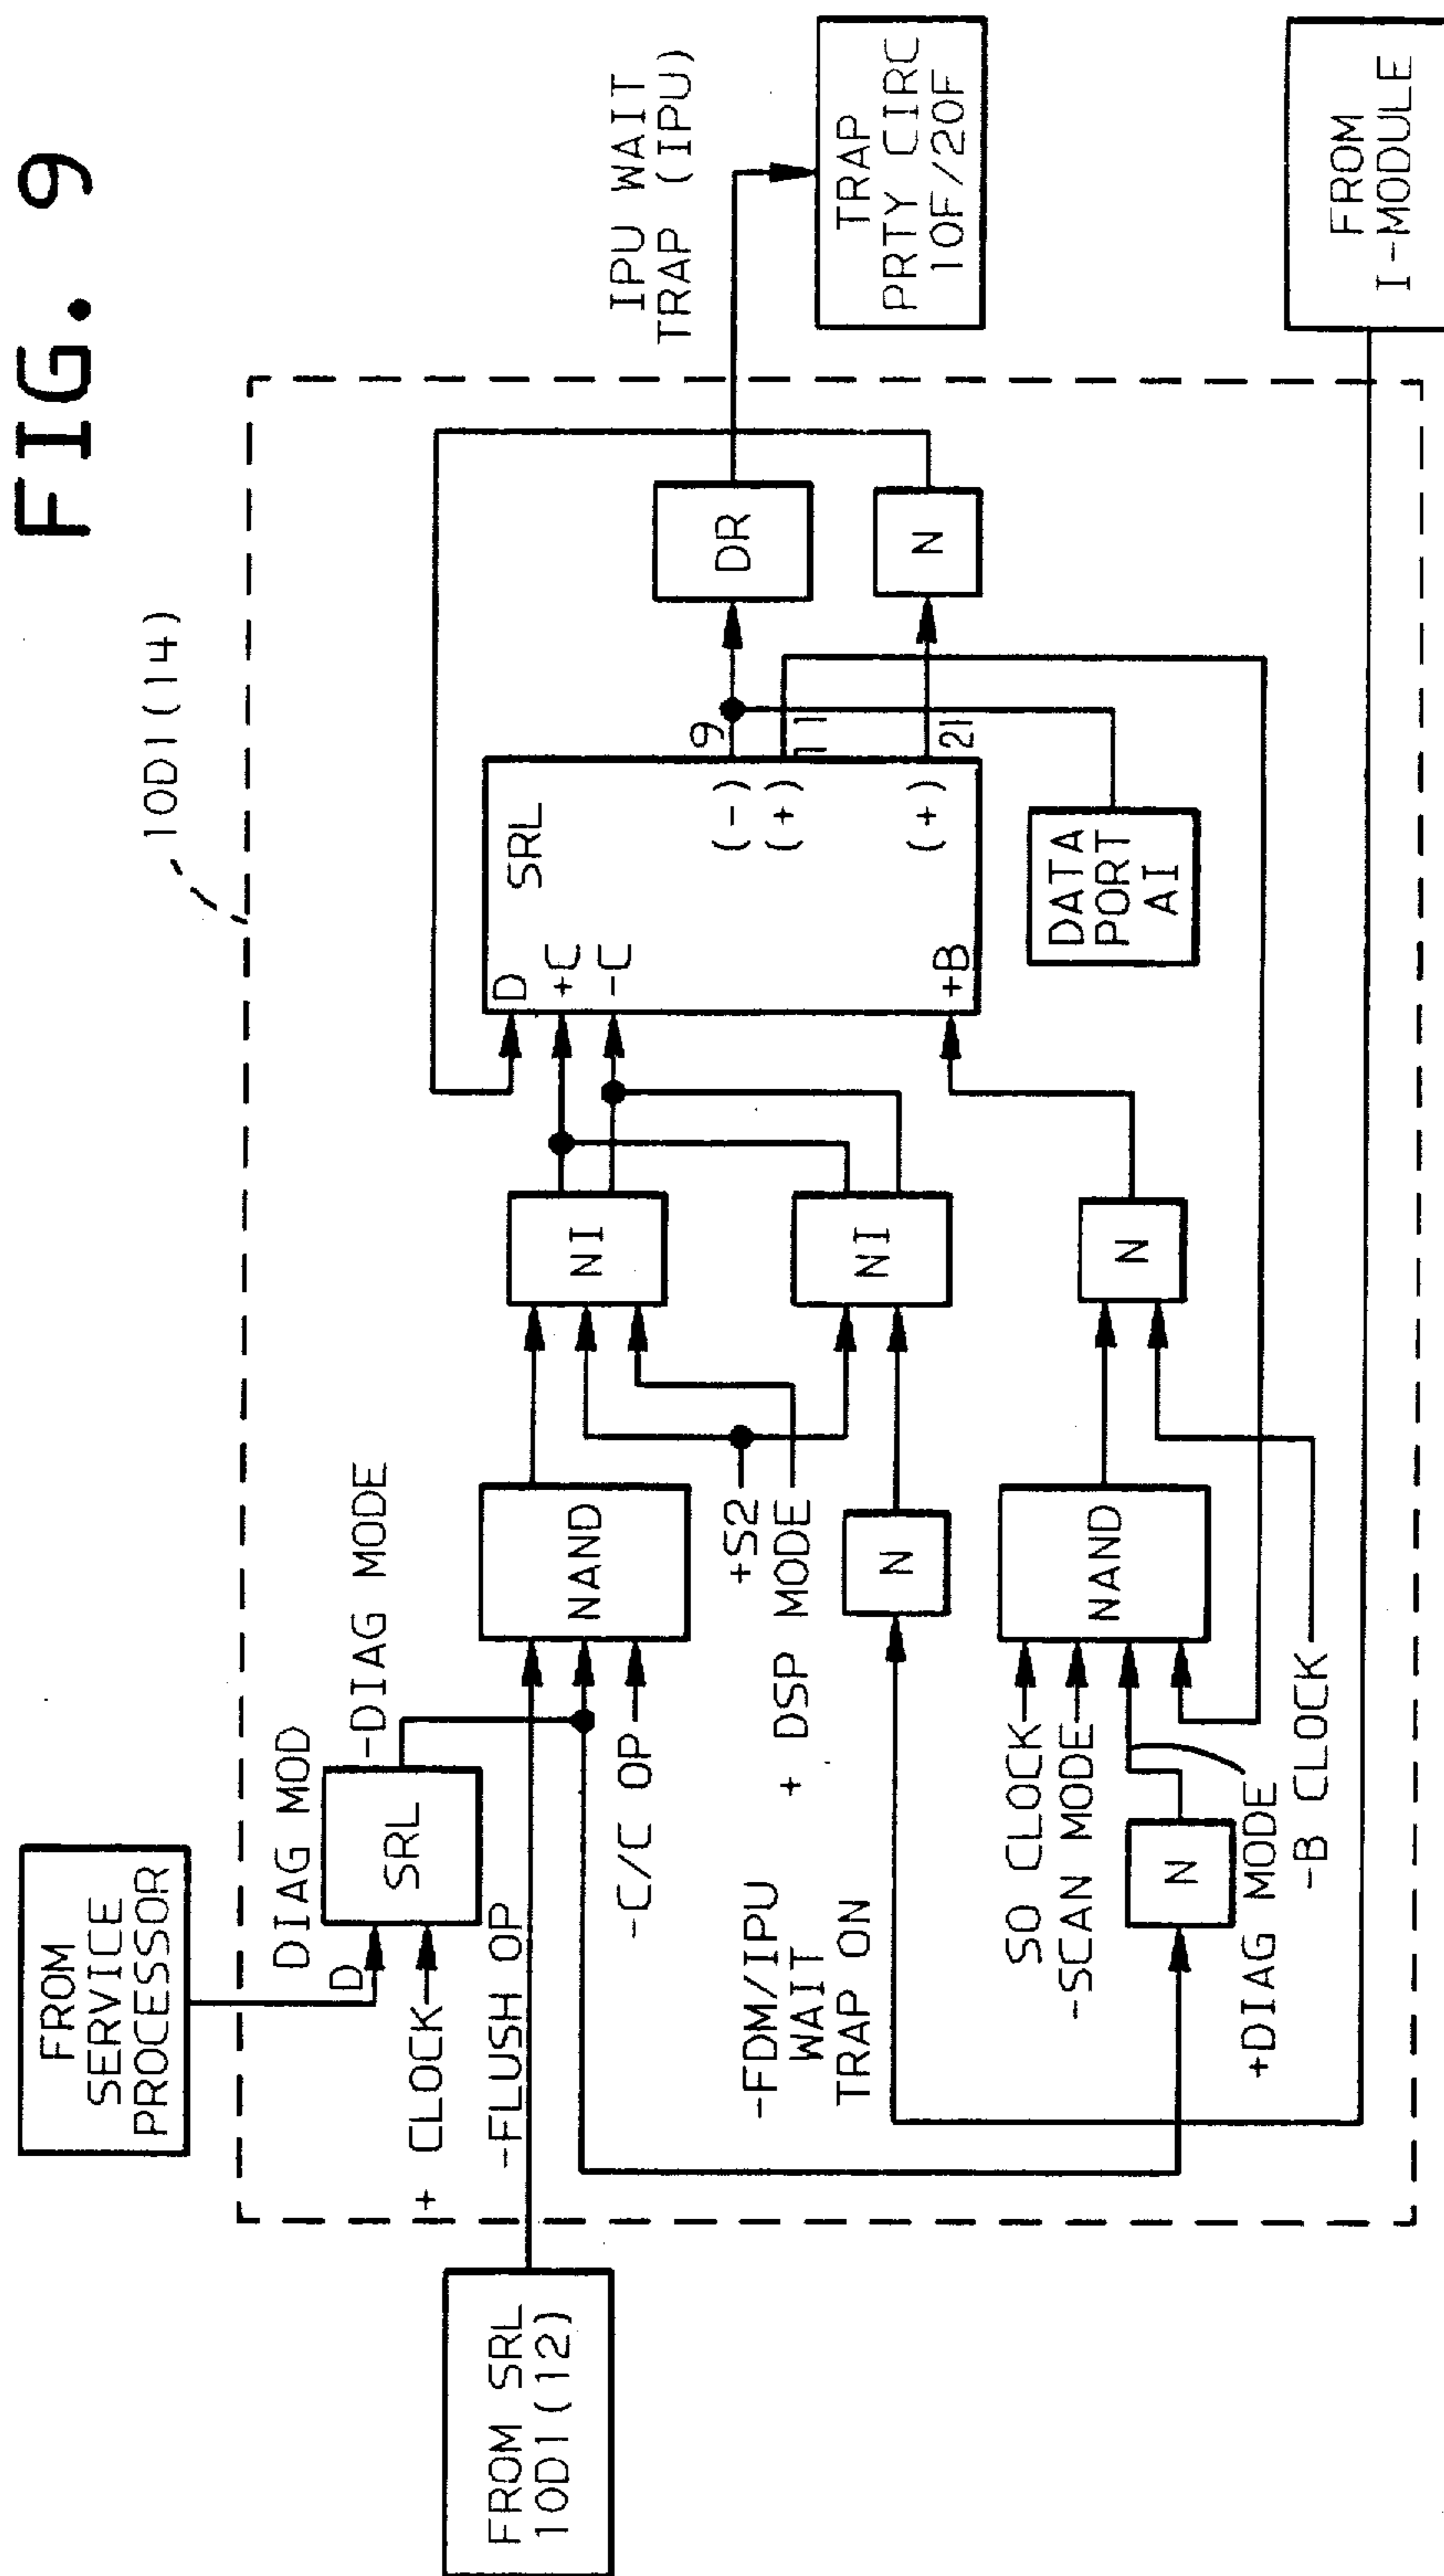 FIG. 9
10D1(14)
FROM
SERVICE
PROCESSOR
DIAG MOD
D
SRL
+ CLOCK
-DIAG MODE
FROM SRL
10D1(12)
-FLUSH OP
-C/C OP
NAND
NI
+S2
+ DSP MODE
-FDM/IPU
WAIT
TRAP ON
N
NI
D
+C
-C
SRL
+B
(-)
(+)
(+)
9
11
21
DR
N
IPU WAIT
TRAP (IPU)
TRAP
PRTY CIRC
10F/20F
SO CLOCK
-SCAN MODE
N
+DIAG MODE
-B CLOCK
NAND
N
DATA
PORT
AI
FROM
I-MODULE